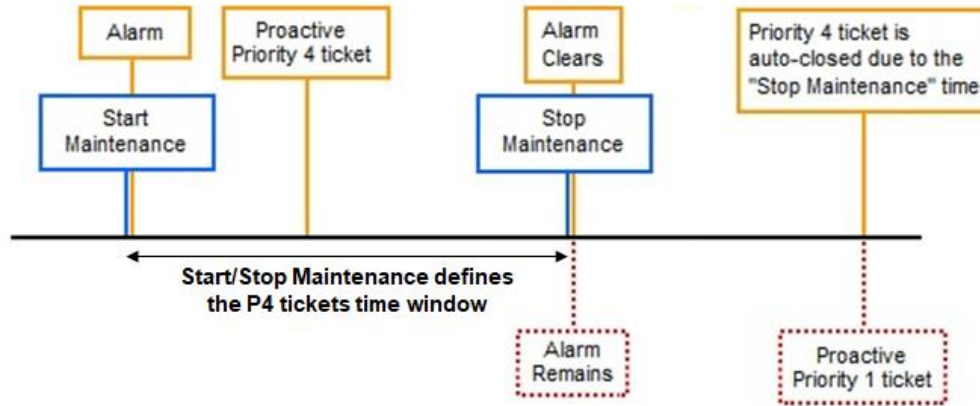 Alarm
Proactive
Priority 4 ticket
Alarm
Clears
Priority 4 ticket is
auto-closed due to the
"Stop Maintenance" time
Start
Maintenance
Stop
Maintenance
Start/Stop Maintenance defines
the P4 tickets time window
Alarm
Remains
Proactive
Priority 1 ticket